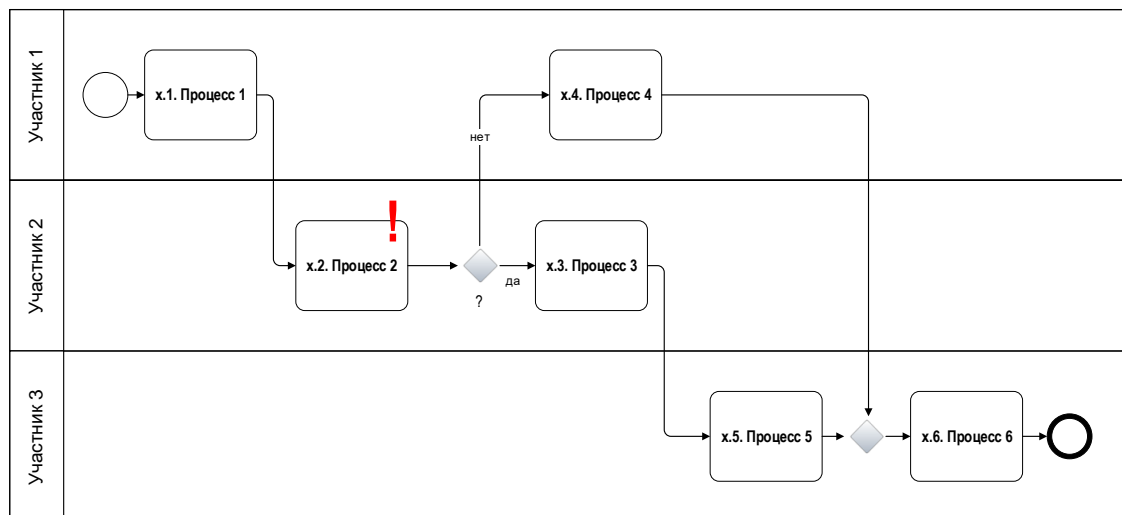 Участник 1
х.1. Процесс 1
нет
х.4. Процесс 4
Участник 2
х.2. Процесс 2
!
?
да
х.3. Процесс 3
Участник 3
х.5. Процесс 5
х.6. Процесс 6